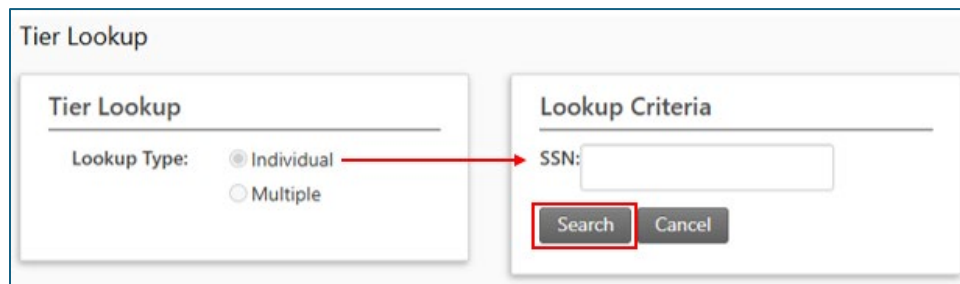 Tier Lookup
Tier Lookup
Lookup Type:
Individual
Multiple
Lookup Criteria
SSN:
Search
Cancel